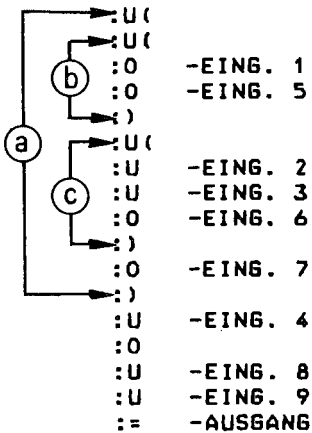 :U(
:U(
:O -EING. 1
:O -EING. 5
:)
:U(
:U -EING. 2
:U -EING. 3
:O -EING. 6
:)
:O -EING. 7
:)
:U -EING. 4
:O
:U -EING. 8
:U -EING. 9
:= -AUSGANG
a
b
c